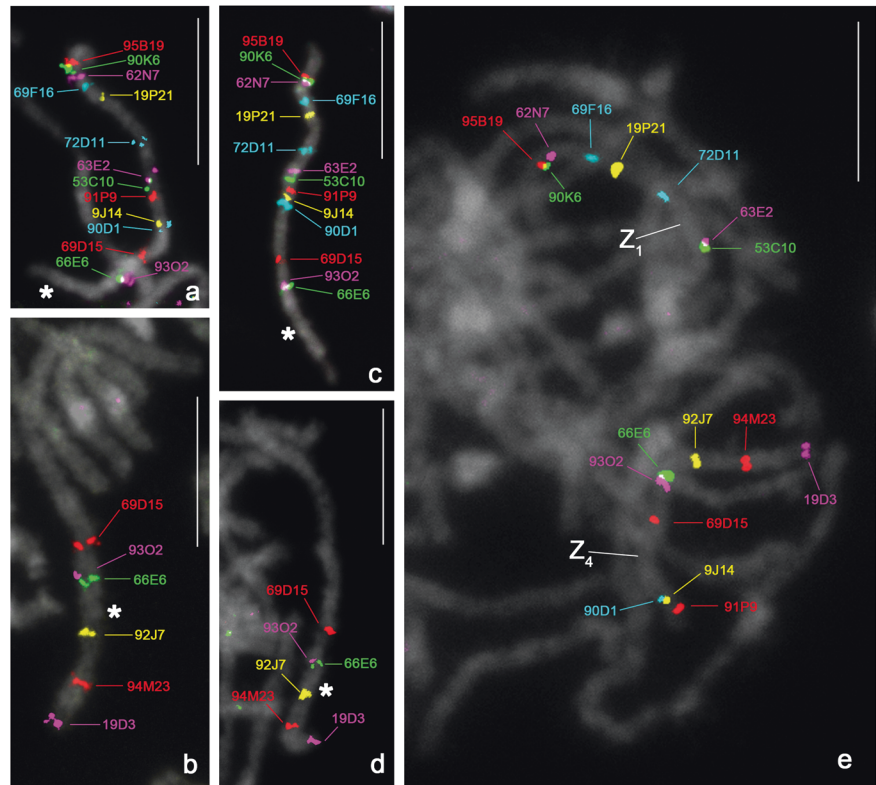 95B19
90K6
62N7
69F16
19P21
72D11
63E2
53C10
91P9
9J14
90D1
69D15
66E6
93O2
*
a
95B19
90K6
62N7
69F16
19P21
72D11
63E2
53C10
91P9
9J14
90D1
69D15
93O2
66E6
*
c
69D15
93O2
66E6
*
92J7
94M23
19D3
b
69D15
93O2
66E6
92J7
*
94M23
19D3
d
62N7
69F16
19P21
95B19
90K6
72D11
Z1
63E2
53C10
92J7
94M23
66E6
93O2
19D3
69D15
Z4
9J14
90D1
91P9
e